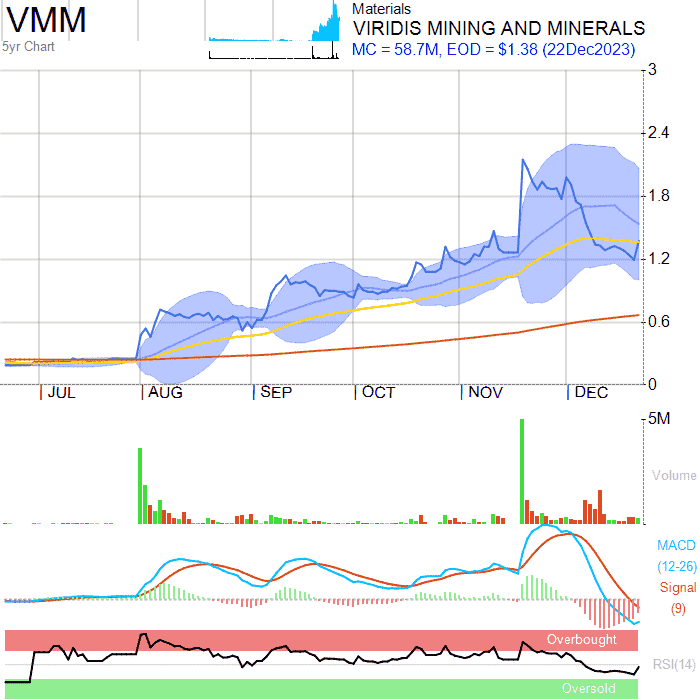 VMM
5yr Chart
Materials
VIRIDIS MINING AND MINERALS
MC = 58.7M, EOD = $1.38 (22Dec2023)
3
2.4
1.8
1.2
0.6
0
JUL AUG SEP OCT NOV DEC
5M
Volume
MACD
(12-26)
Signal
(9)
Overbought
RSI(14)
Oversold